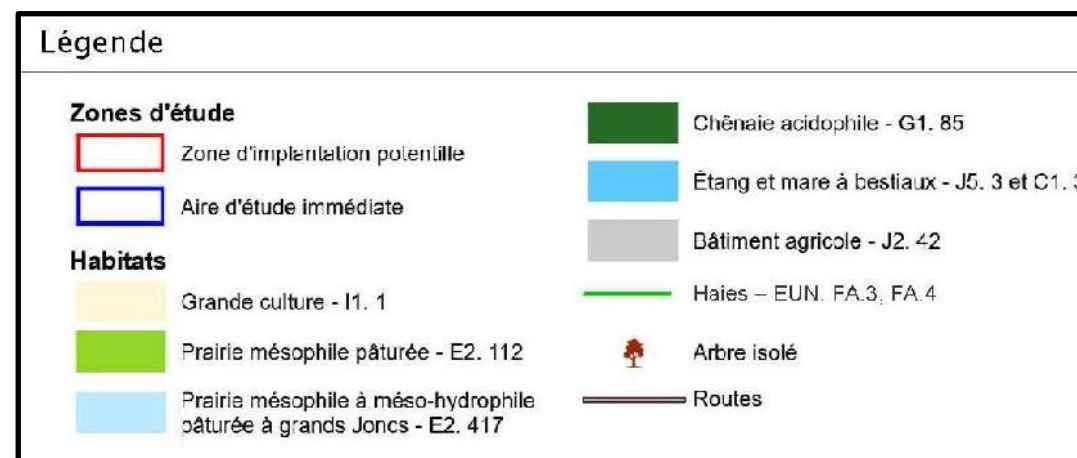 Légende
Zones d'étude
Zone d'implantation potentille
Aire d'étude immédiate
Habitats
Grande culture - I1. 1
Prairie mésophile pâturée - E2. 112
Prairie mésophile à méso-hydrophile
pâturée à grands Joncs - E2. 417
Chênaie acidophile - G1. 85
Étang et mare à bestiaux - J5. 3 et C1. 3
Bâtiment agricole - J2. 42
Haies – EUN. FA.3, FA.4
Arbre isolé
Routes